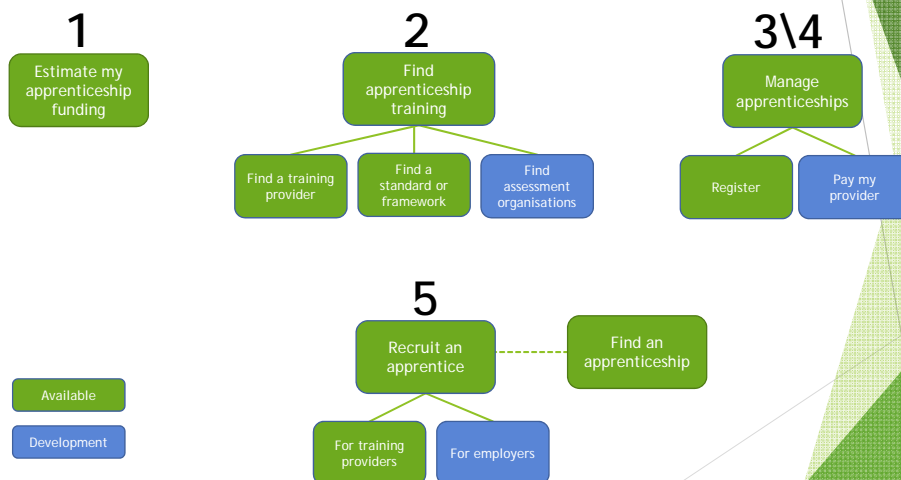 1
Estimate my
apprenticeship
funding
2
Find
apprenticeship
training
Find a training
provider
Find a
standard or
framework
Find
assessment
organisations
3\4
Manage
apprenticeships
Register
Pay my
provider
5
Recruit an
apprentice
Find an
apprenticeship
For training
providers
For employers
Available
Development